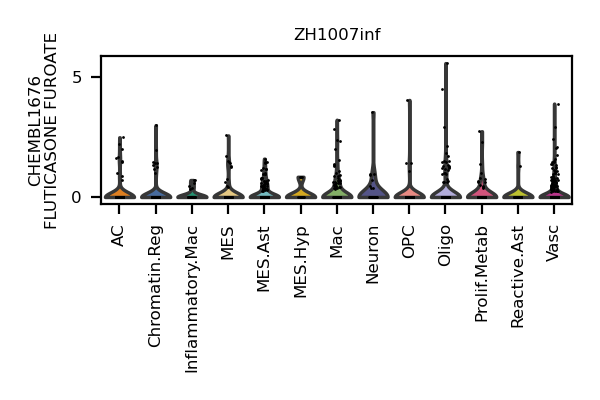 ZH1007inf
CHEMBL1676
FLUTICASONE FUROATE
5
0
AC
Chromatin.Reg
Inflammatory.Mac
MES
MES.Ast
MES.Hyp
Mac
Neuron
OPC
Oligo
Prolif.Metab
Reactive.Ast
Vasc